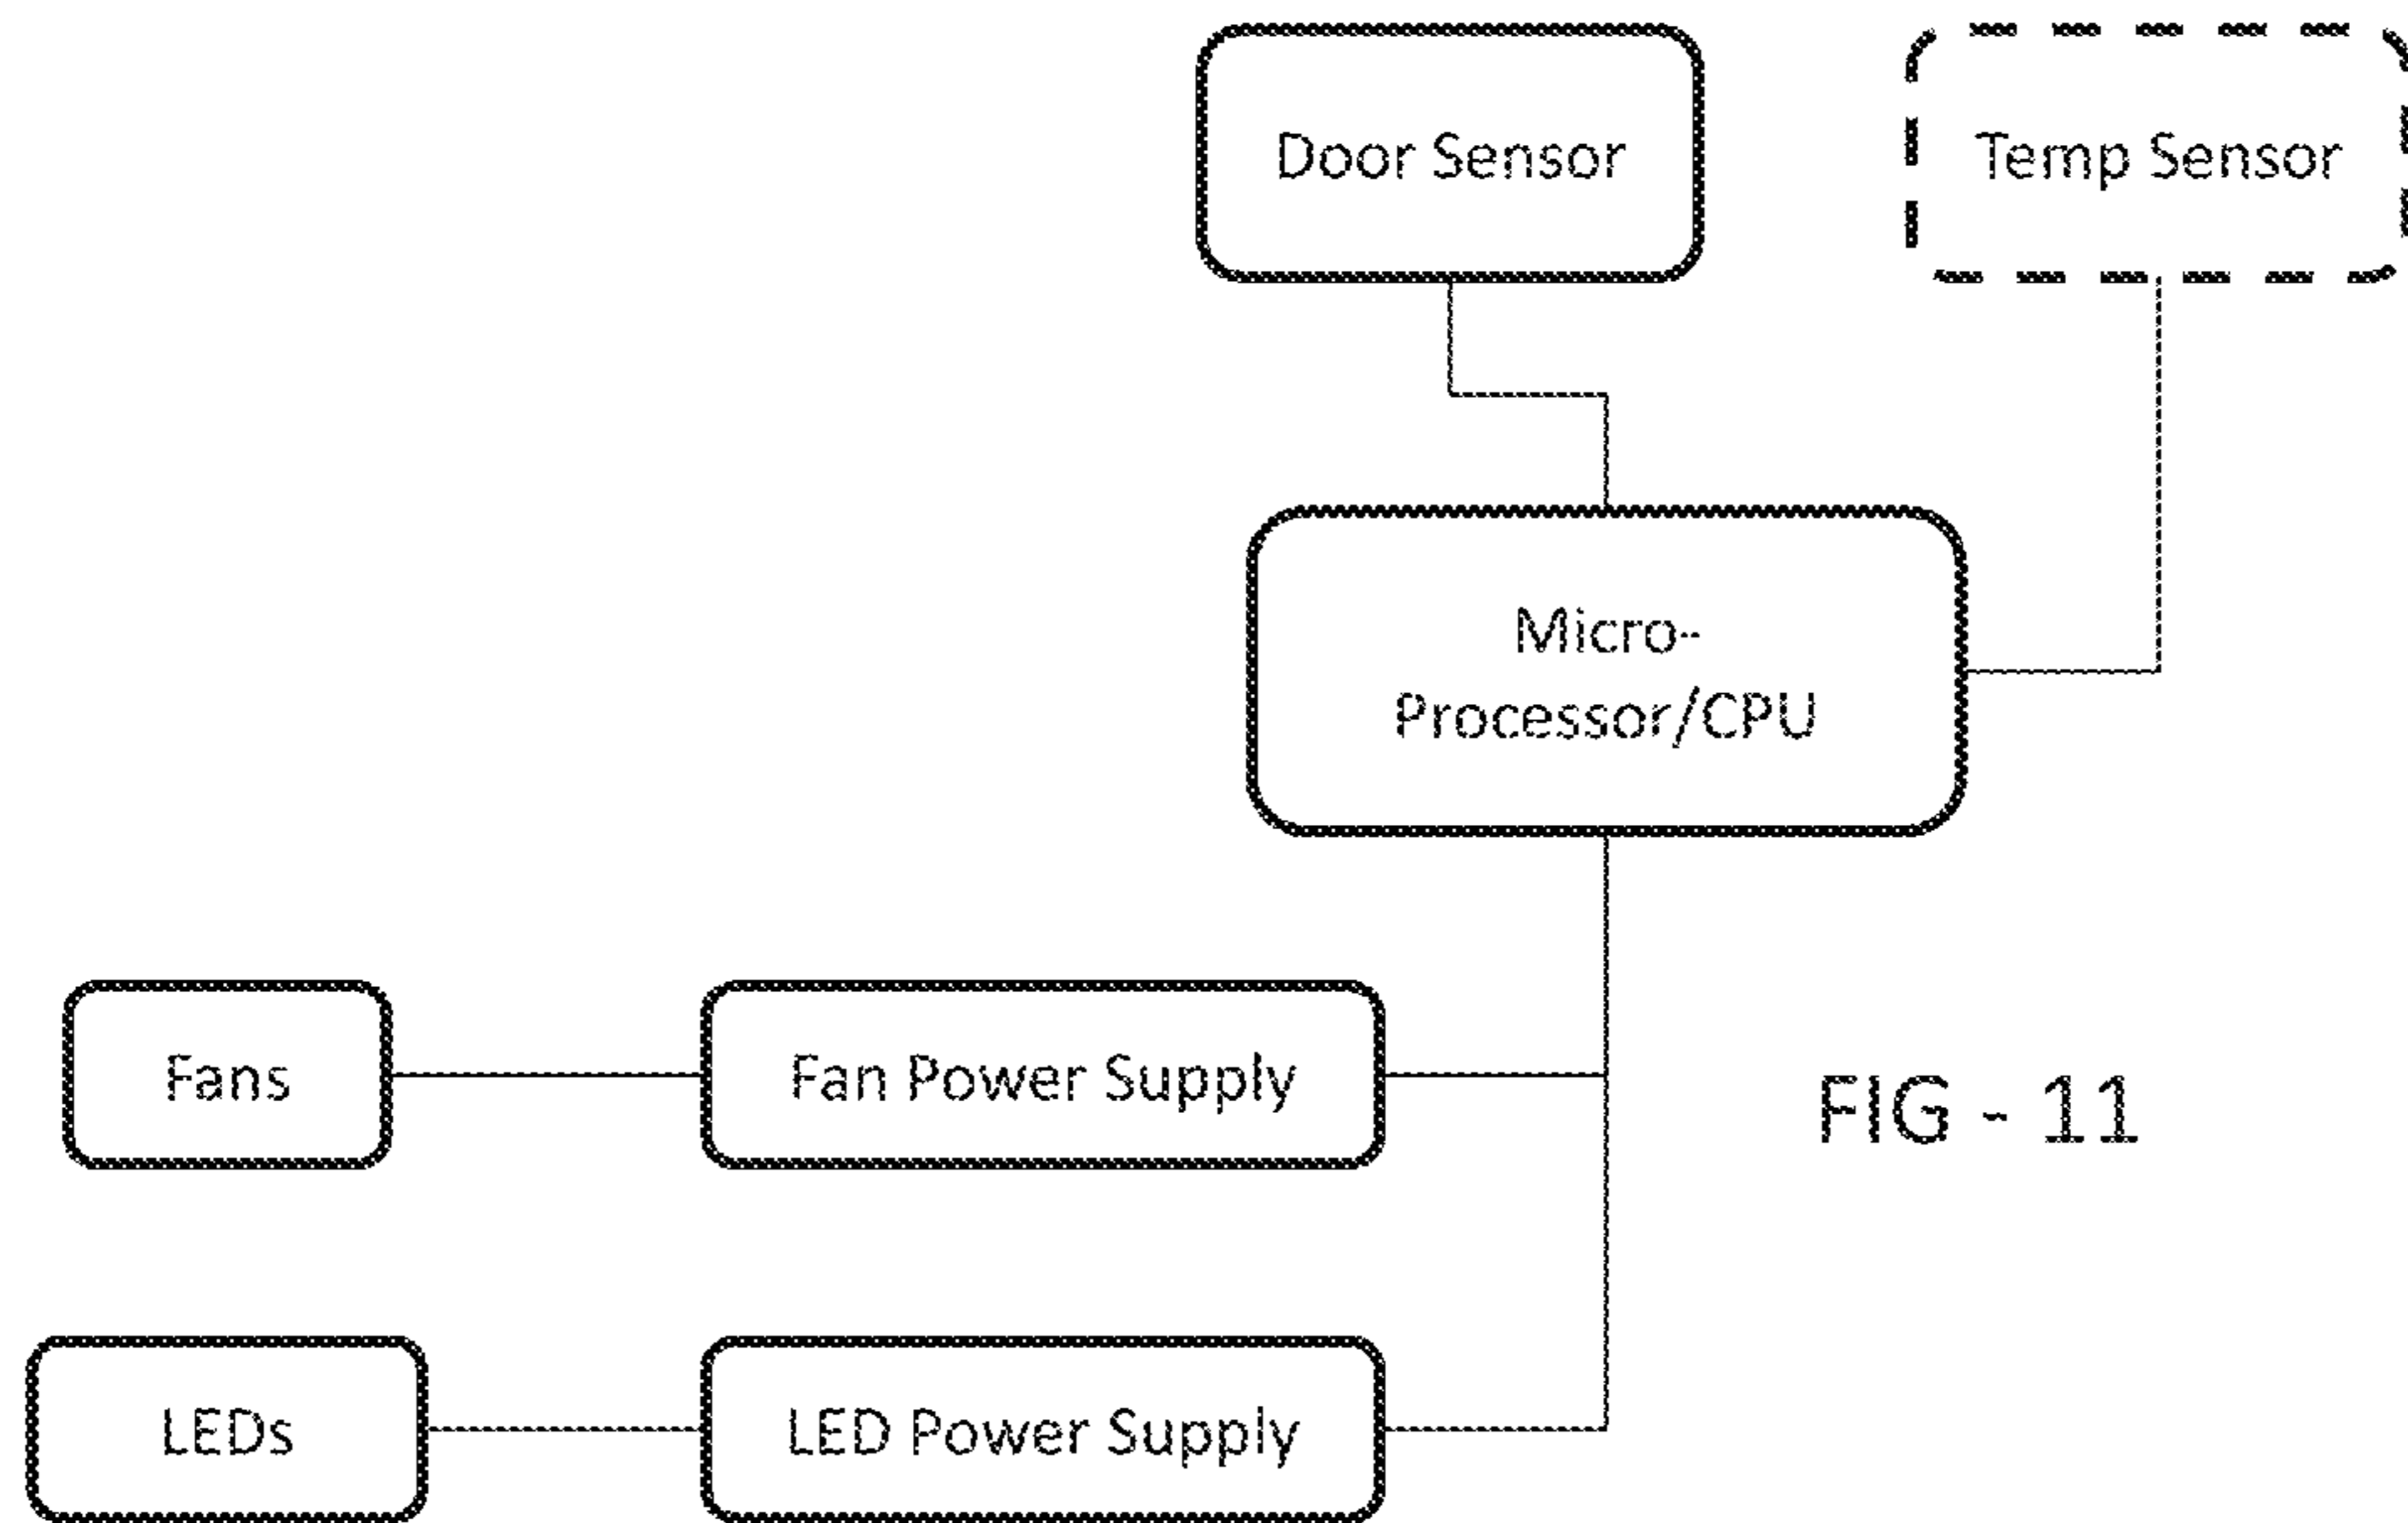 Door Sensor
Temp Sensor
Micro-
Processor/CPU
Fans
Fan Power Supply
FIG - 11
LEDs
LED Power Supply